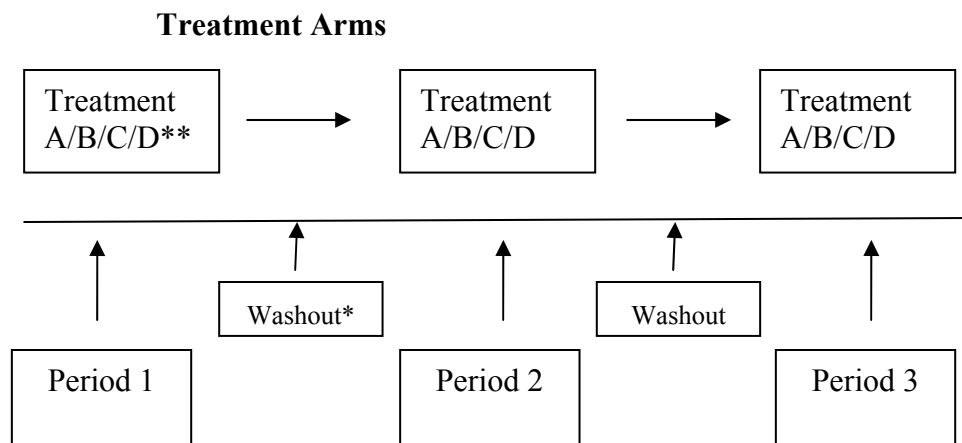 Treatment Arms
Treatment
A/B/C/D**
Treatment
A/B/C/D
Treatment
A/B/C/D
Washout*
Washout
Period 1
Period 2
Period 3